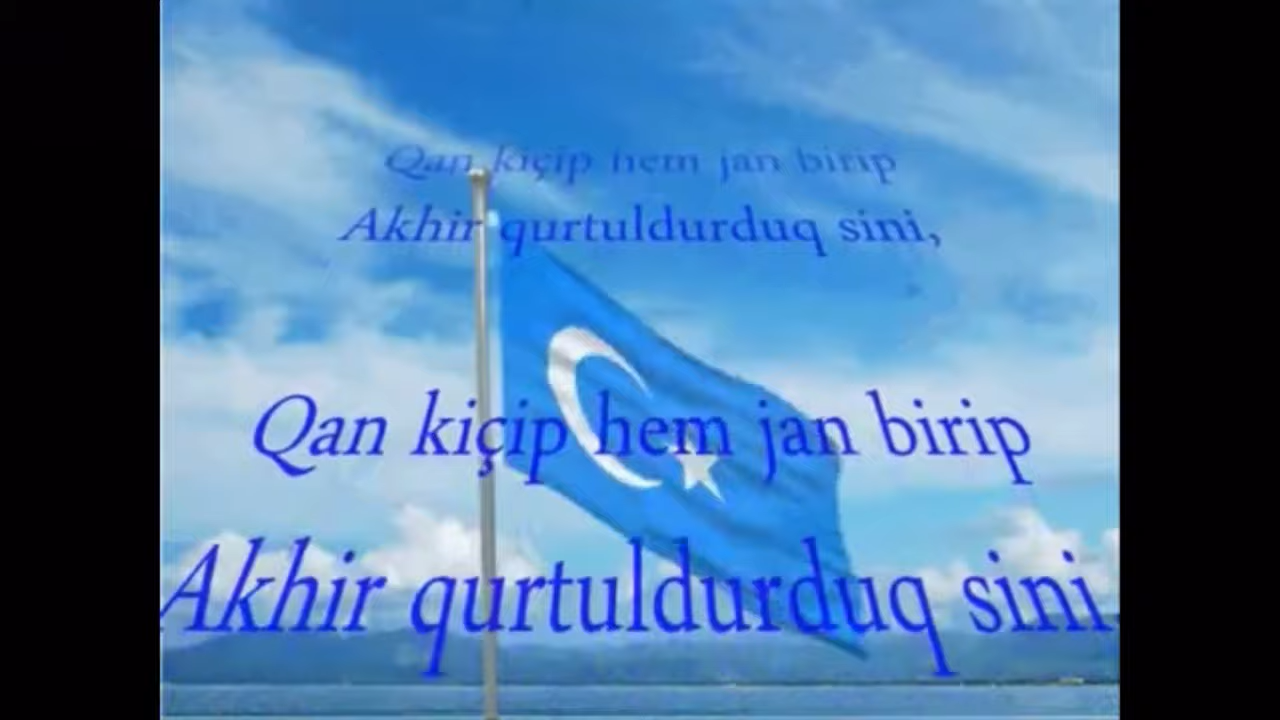 Qan kiçip hem jan birip
Akhir qurtuldurduq sini,
Qan kiçip hem jan birip
Akhir qurtuldurduq sini.